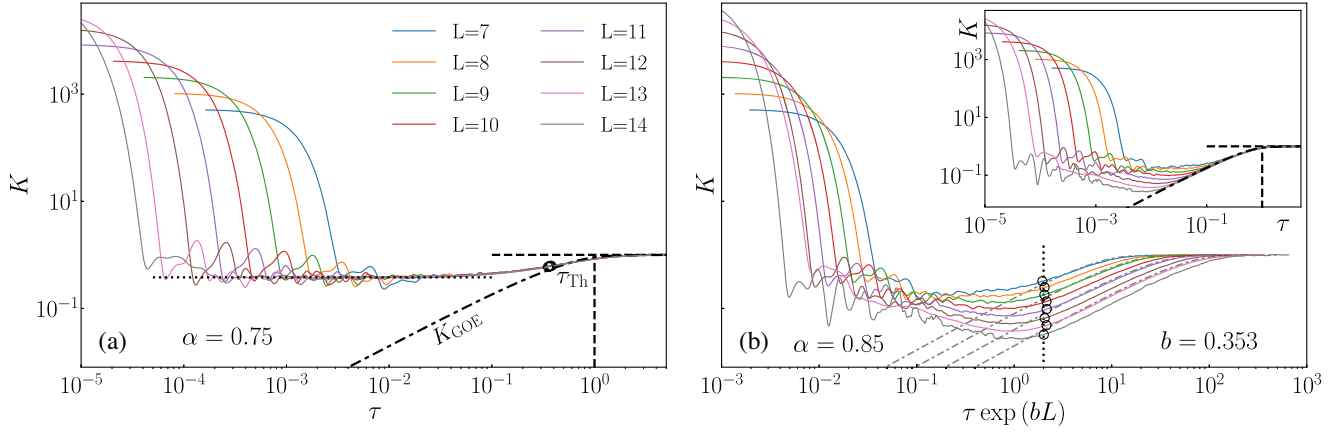 K
10^3
10^1
10^-1
L=7
L=8
L=9
L=10
L=11
L=12
L=13
L=14
τ_Th
K_GOE
(a)
α = 0.75
10^-5
10^-4
10^-3
10^-2
10^-1
10^0
τ
K
10^3
10^1
10^-1
10^-5
10^-3
10^-1
τ
(b)
α = 0.85
b = 0.353
10^-3
10^-2
10^-1
10^0
10^1
10^2
10^3
τ exp (bL)
K